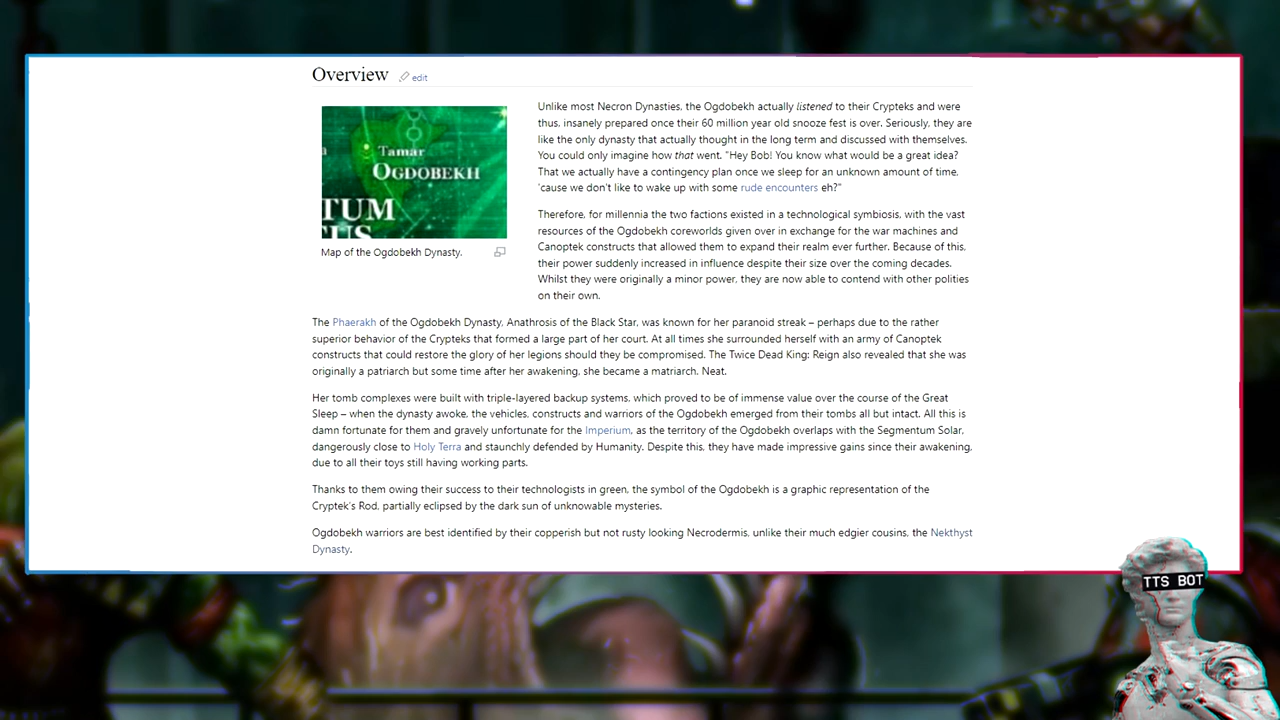 Overview edit
Tamar
OGDOBEKH
TUM
Map of the Ogdobekh Dynasty.
Unlike most Necron Dynasties, the Ogdobekh actually listened to their Crypteks and were
thus, insanely prepared once their 60 million year old snooze fest is over. Seriously, they are
like the only dynasty that actually thought in the long term and discussed with themselves.
You could only imagine how that went. "Hey Bob! You know what would be a great idea?
That we actually have a contingency plan once we sleep for an unknown amount of time,
'cause we don't like to wake up with some rude encounters eh?"
Therefore, for millennia the two factions existed in a technological symbiosis, with the vast
resources of the Ogdobekh coreworlds given over in exchange for the war machines and
Canoptek constructs that allowed them to expand their realm ever further. Because of this,
their power suddenly increased in influence despite their size over the coming decades.
Whilst they were originally a minor power, they are now able to contend with other polities
on their own.
The Phaerakh of the Ogdobekh Dynasty, Anathrosis of the Black Star, was known for her paranoid streak – perhaps due to the rather
superior behavior of the Crypteks that formed a large part of her court. At all times she surrounded herself with an army of Canoptek
constructs that could restore the glory of her legions should they be compromised. The Twice Dead King: Reign also revealed that she was
originally a patriarch but some time after her awakening, she became a matriarch. Neat.
Her tomb complexes were built with triple-layered backup systems, which proved to be of immense value over the course of the Great
Sleep – when the dynasty awoke, the vehicles, constructs and warriors of the Ogdobekh emerged from their tombs all but intact. All this is
damn fortunate for them and gravely unfortunate for the Imperium, as the territory of the Ogdobekh overlaps with the Segmentum Solar,
dangerously close to Holy Terra and staunchly defended by Humanity. Despite this, they have made impressive gains since their awakening,
due to all their toys still having working parts.
Thanks to them owing their success to their technologists in green, the symbol of the Ogdobekh is a graphic representation of the
Cryptek's Rod, partially eclipsed by the dark sun of unknowable mysteries.
Ogdobekh warriors are best identified by their copperish but not rusty looking Necrodermis, unlike their much edgier cousins, the Nekthyst
Dynasty.
TTS BOT